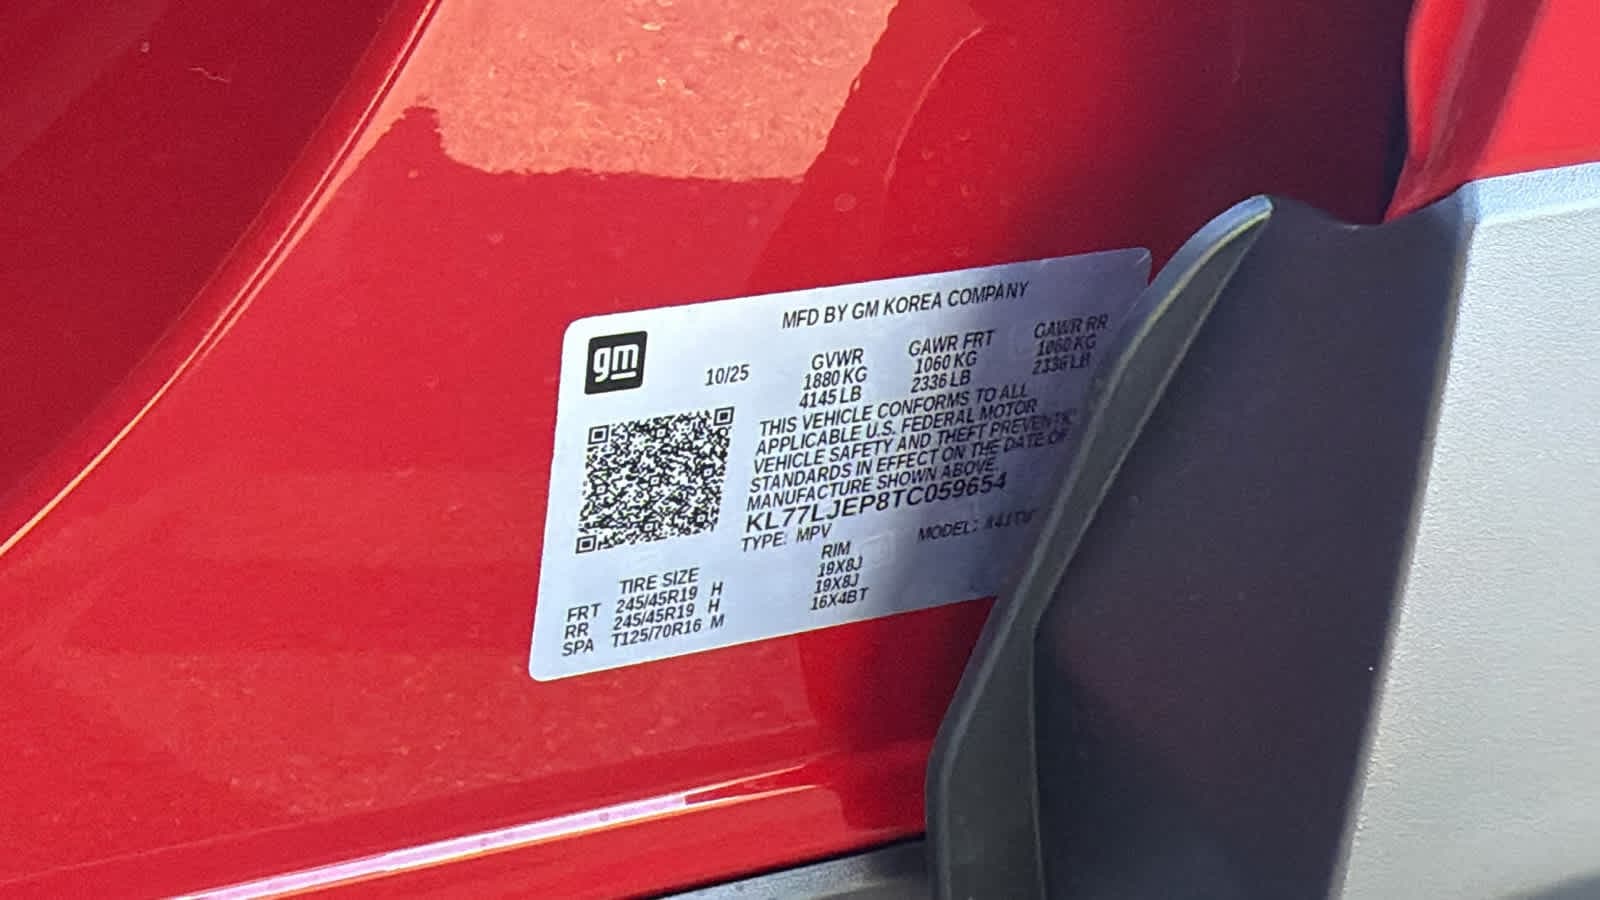 MFD BY GM KOREA COMPANY
gm
10/25
GVWR GAWR FRT GAWR RR
1880 KG 1060 KG 1060 KG
4145 LB 2336 LB 2336 LB
THIS VEHICLE CONFORMS TO ALL
APPLICABLE U.S. FEDERAL MOTOR
VEHICLE SAFETY AND THEFT PREVENTI
STANDARDS IN EFFECT ON THE DATE OF
MANUFACTURE SHOWN ABOVE.
KL77LJEP8TC059654
TYPE: MPV MODEL:
TIRE SIZE RIM
FRT 245/45R19 H 19X8J
RR 245/45R19 H 19X8J
SPA T125/70R16 M 16X4BT